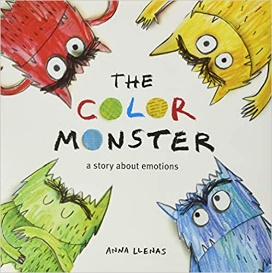 THE
COLOR
MONSTER
a story about emotions
ANNA LLENAS